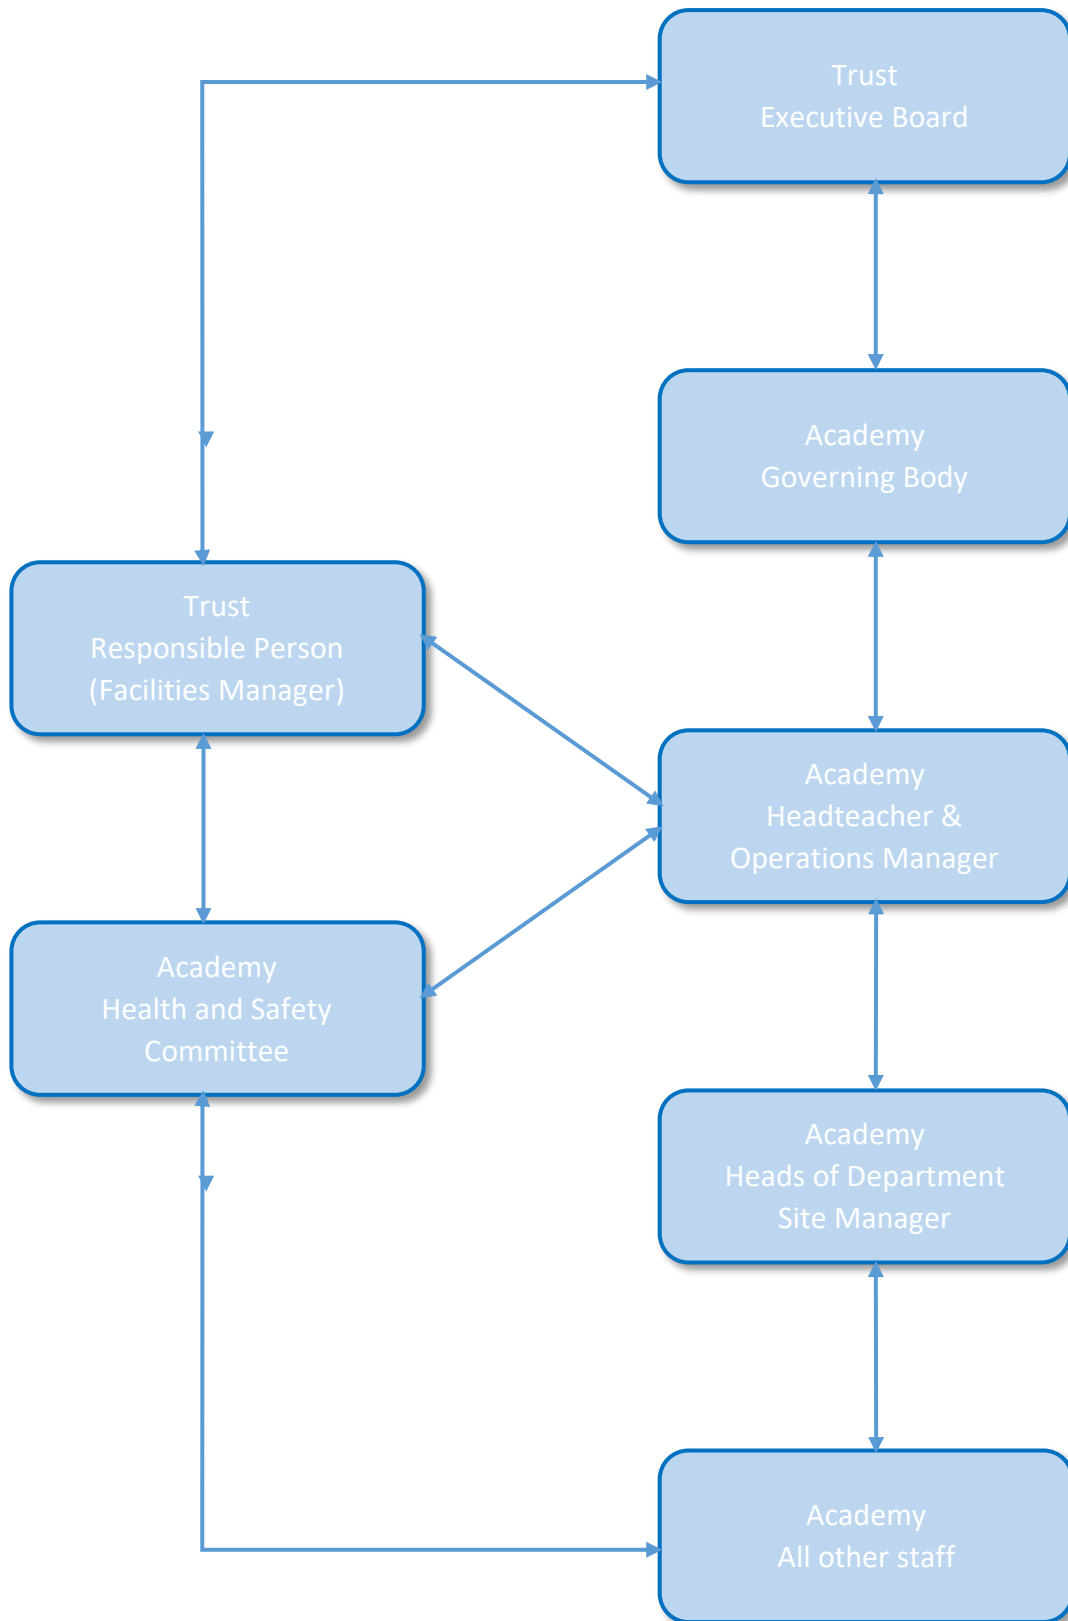 Trust
Executive Board
Academy
Governing Body
Trust
Responsible Person
(Facilities Manager)
Academy
Headteacher &
Operations Manager
Academy
Health and Safety
Committee
Academy
Heads of Department
Site Manager
Academy
All other staff